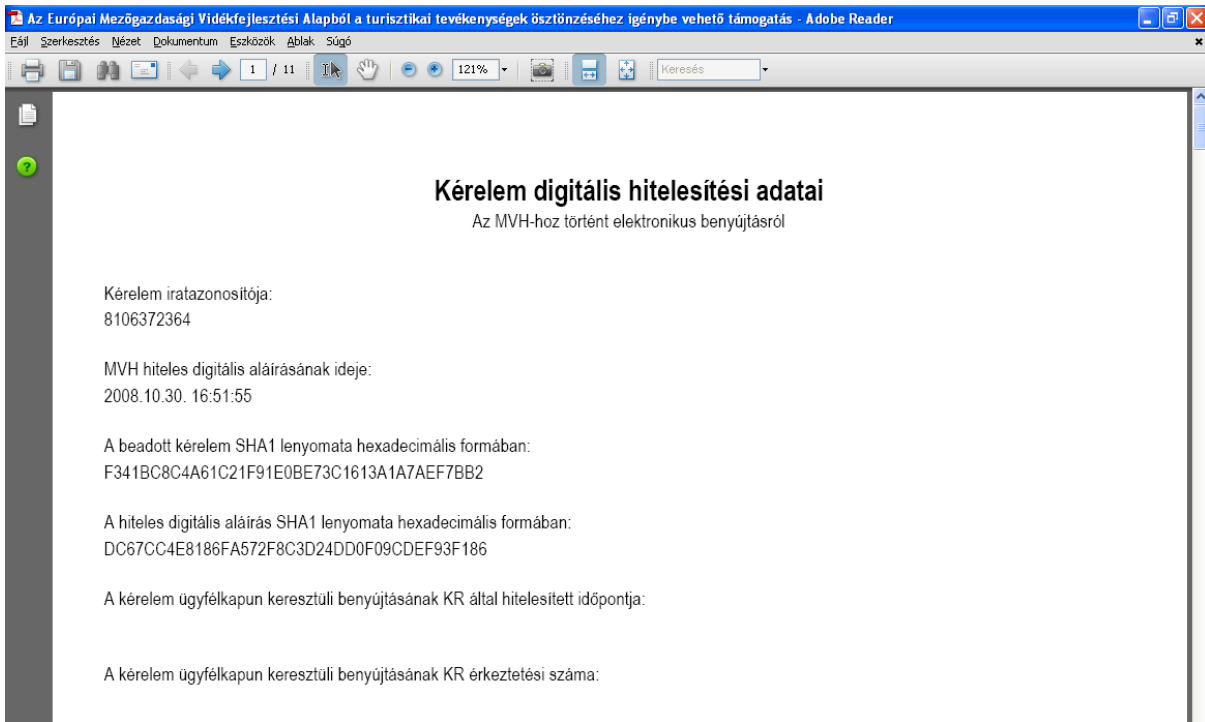 Az Európai Mezőgazdasági Vidékfejlesztési Alapból a turisztikai tevékenységek ösztönzéséhez igénybe vehető támogatás - Adobe Reader
Fájl Szerkesztés Nézet Dokumentum Eszközök Ablak Súgó
1 / 11 121% Keresés
Kérelem digitális hitelesítési adatai
Az MVH-hoz történt elektronikus benyújtásról
Kérelem iratazonosítója:
8106372364
MVH hiteles digitális aláírásának ideje:
2008.10.30. 16:51:55
A beadott kérelem SHA1 lenyomata hexadecimális formában:
F341BC8C4A61C21F91E0BE73C1613A1A7AEF7BB2
A hiteles digitális aláírás SHA1 lenyomata hexadecimális formában:
DC67CC4E8186FA572F8C3D24DD0F09CDEF93F186
A kérelem ügyfélkapun keresztüli benyújtásának KR által hitelesített időpontja:
A kérelem ügyfélkapun keresztüli benyújtásának KR érkeztetési száma: